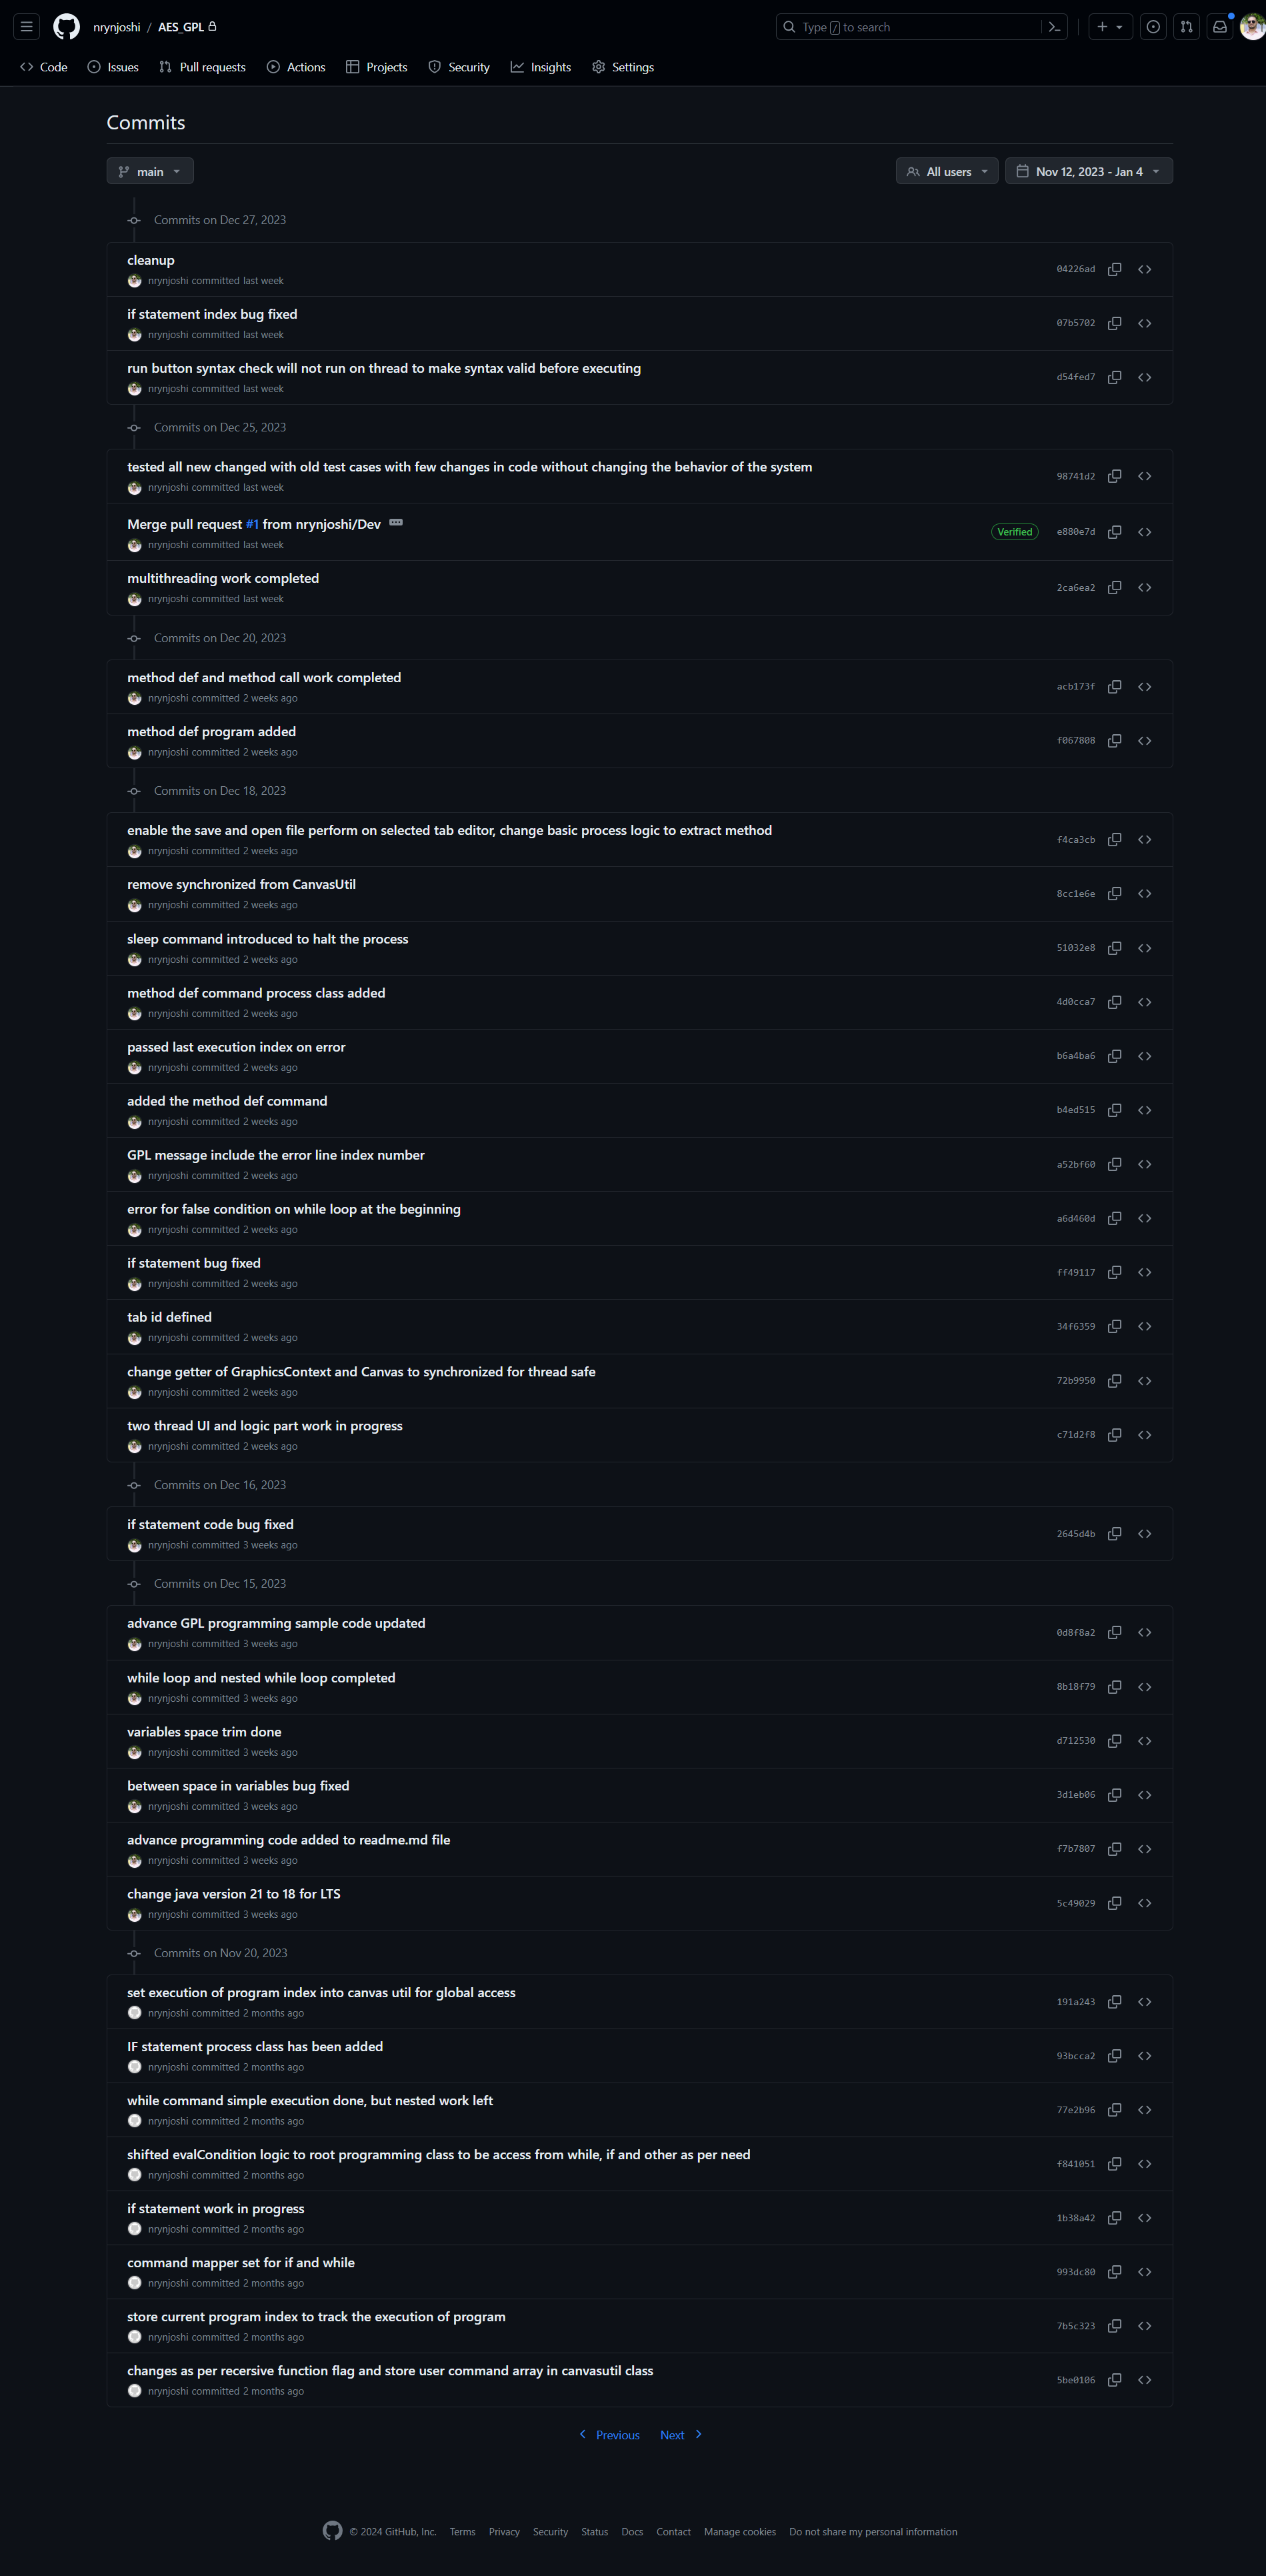 nrynjoshi / AES_GPL
Type / to search
Code Issues Pull requests Actions Projects Security Insights Settings
Commits
main All users Nov 12, 2023 - Jan 4
Commits on Dec 27, 2023
cleanup
nrynjoshi committed last week 04226ad
if statement index bug fixed
nrynjoshi committed last week 07b5702
run button syntax check will not run on thread to make syntax valid before executing
nrynjoshi committed last week d54fed7
Commits on Dec 25, 2023
tested all new changed with old test cases with few changes in code without changing the behavior of the system
nrynjoshi committed last week 98741d2
Merge pull request #1 from nrynjoshi/Dev
nrynjoshi committed last week Verified e880e7d
multithreading work completed
nrynjoshi committed last week 2ca6ea2
Commits on Dec 20, 2023
method def and method call work completed
nrynjoshi committed 2 weeks ago acb173f
method def program added
nrynjoshi committed 2 weeks ago f067808
Commits on Dec 18, 2023
enable the save and open file perform on selected tab editor, change basic process logic to extract method
nrynjoshi committed 2 weeks ago f4ca3cb
remove synchronized from CanvasUtil
nrynjoshi committed 2 weeks ago 8cc1e6e
sleep command introduced to halt the process
nrynjoshi committed 2 weeks ago 51032e8
method def command process class added
nrynjoshi committed 2 weeks ago 4d0cca7
passed last execution index on error
nrynjoshi committed 2 weeks ago b6a4ba6
added the method def command
nrynjoshi committed 2 weeks ago b4ed515
GPL message include the error line index number
nrynjoshi committed 2 weeks ago a52bf60
error for false condition on while loop at the beginning
nrynjoshi committed 2 weeks ago a6d460d
if statement bug fixed
nrynjoshi committed 2 weeks ago ff49117
tab id defined
nrynjoshi committed 2 weeks ago 34f6359
change getter of GraphicsContext and Canvas to synchronized for thread safe
nrynjoshi committed 2 weeks ago 72b9950
two thread UI and logic part work in progress
nrynjoshi committed 2 weeks ago c71d2f8
Commits on Dec 16, 2023
if statement code bug fixed
nrynjoshi committed 3 weeks ago 2645d4b
Commits on Dec 15, 2023
advance GPL programming sample code updated
nrynjoshi committed 3 weeks ago 0d8f8a2
while loop and nested while loop completed
nrynjoshi committed 3 weeks ago 8b18f79
variables space trim done
nrynjoshi committed 3 weeks ago d712530
between space in variables bug fixed
nrynjoshi committed 3 weeks ago 3d1eb06
advance programming code added to readme.md file
nrynjoshi committed 3 weeks ago f7b7807
change java version 21 to 18 for LTS
nrynjoshi committed 3 weeks ago 5c49029
Commits on Nov 20, 2023
set execution of program index into canvas util for global access
nrynjoshi committed 2 months ago 191a243
IF statement process class has been added
nrynjoshi committed 2 months ago 93bcca2
while command simple execution done, but nested work left
nrynjoshi committed 2 months ago 77e2b96
shifted evalCondition logic to root programming class to be access from while, if and other as per need
nrynjoshi committed 2 months ago f841051
if statement work in progress
nrynjoshi committed 2 months ago 1b38a42
command mapper set for if and while
nrynjoshi committed 2 months ago 993dc80
store current program index to track the execution of program
nrynjoshi committed 2 months ago 7b5c323
changes as per recersive function flag and store user command array in canvasutil class
nrynjoshi committed 2 months ago 5be0106
Previous Next
© 2024 GitHub, Inc. Terms Privacy Security Status Docs Contact Manage cookies Do not share my personal information